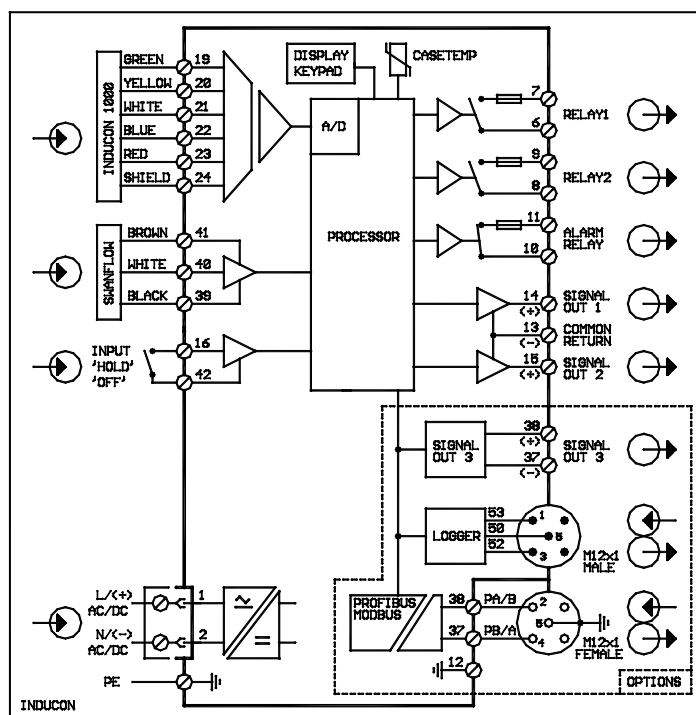 INDUCON 1000
GREEN 19
YELLOW 20
WHITE 21
BLUE 22
RED 23
SHIELD 24
SWANFLOW
BROWN 41
WHITE 40
BLACK 39
INPUT
'HOLD'
'OFF'
16
42
L/(+)
AC/DC
1
N/(-)
AC/DC
2
PE
INDUCON
DISPLAY
KEYPAD
CASETEMP
A/D
PROCESSOR
7
6
RELAY1
9
8
RELAY2
11
10
ALARM
RELAY
14
(+)
SIGNAL
OUT 1
13
(-)
COMMON
RETURN
15
(+)
SIGNAL
OUT 2
SIGNAL
OUT 3
38
(+)
37
(-)
SIGNAL
OUT 3
LOGGER
53
50
52
1
5
3
M12x1
MALE
PROFIBUS
MODBUS
38 PA/B
37 PB/A
2
5
4
M12x1
FEMALE
12
OPTIONS